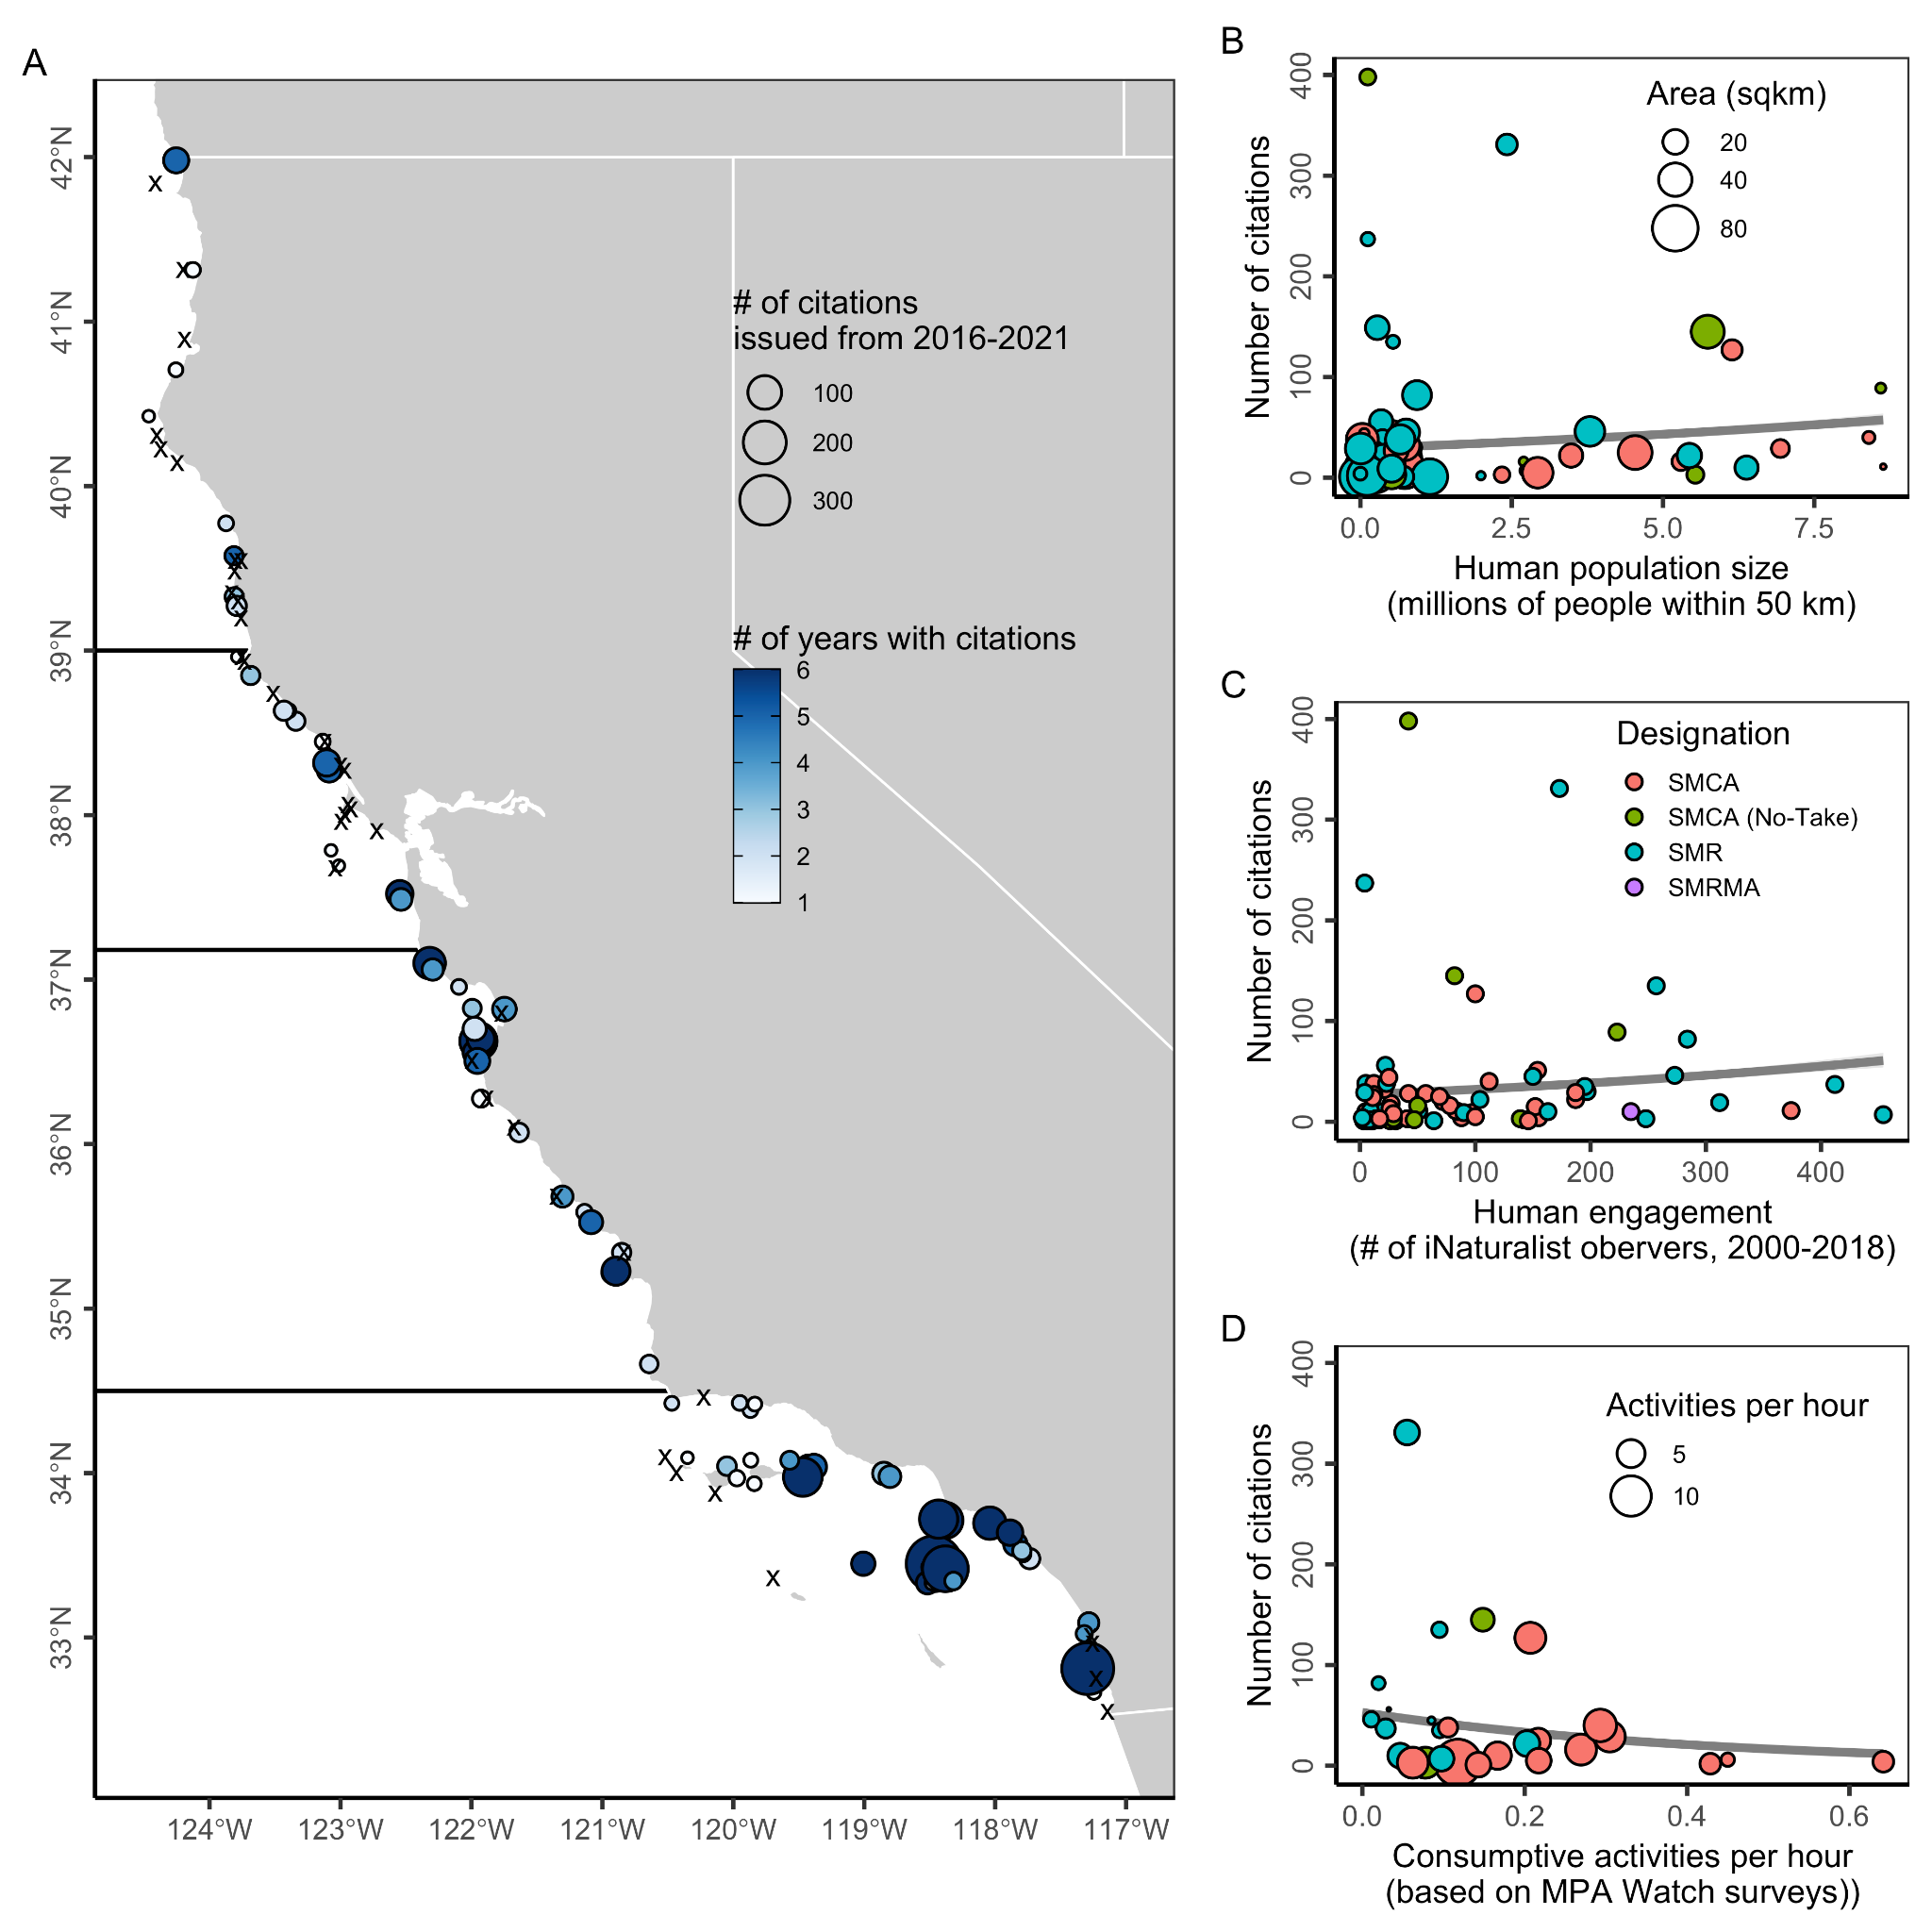 A
42°N
41°N
40°N
39°N
38°N
37°N
36°N
35°N
34°N
33°N
124°W
123°W
122°W
121°W
120°W
119°W
118°W
117°W
# of citations
issued from 2016-2021
100
200
300
# of years with citations
6
5
4
3
2
1
B
Number of citations
400
300
200
100
0
Area (sqkm)
20
40
80
0.0
2.5
5.0
7.5
Human population size
(millions of people within 50 km)
C
Number of citations
400
300
200
100
0
Designation
SMCA
SMCA (No-Take)
SMR
SMRMA
0
100
200
300
400
Human engagement
(# of iNaturalist obervers, 2000-2018)
D
Number of citations
400
300
200
100
0
Activities per hour
5
10
0.0
0.2
0.4
0.6
Consumptive activities per hour
(based on MPA Watch surveys))